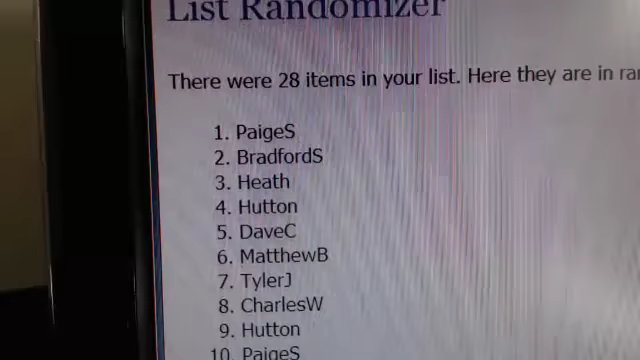 List Randomizer
There were 28 items in your list. Here they are in
1. PaigeS
2. BradfordS
3. Heath
4. Hutton
5. DaveC
6. MatthewB
7. TylerJ
8. CharlesW
9. Hutton
10. PaigeS